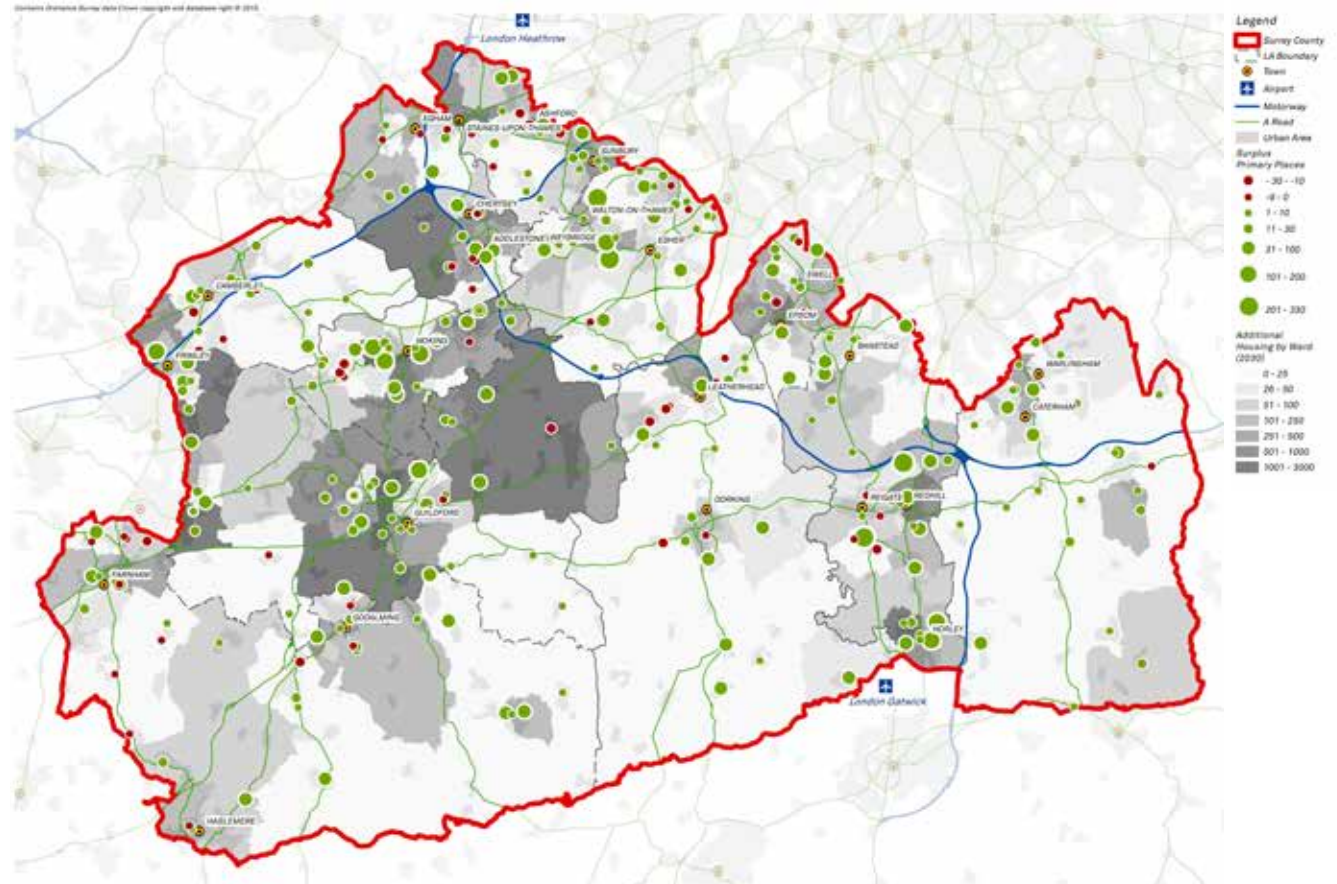 Contains Ordnance Survey data Crown copyright and database right © 2015
London Heathrow
EGHAM
ASHFORD
STAINES-UPON-THAMES
SUNBURY
CHERTSEY
WALTON-ON-THAMES
ADDLESTONE
WEYBRIDGE
ESHER
CAMBERLEY
EWELL
EPSOM
WOKING
BANSTEAD
FRIMLEY
WARLINGHAM
LEATHERHEAD
CATERHAM
DORKING
REIGATE
REDHILL
GUILDFORD
FARNHAM
GODALMING
HORLEY
London Gatwick
HASLEMERE
Legend
Surrey County
LA Boundary
Town
Airport
Motorway
A Road
Urban Area
Surplus
Primary Places
-30 - -10
-9 - 0
1 - 10
11 - 30
31 - 100
101 - 200
201 - 330
Additional
Housing by Ward
(2030)
0 - 25
26 - 50
51 - 100
101 - 250
251 - 500
501 - 1000
1001 - 3000